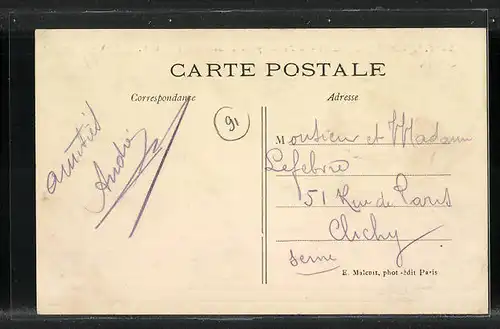 CARTE POSTALE
Correspondance
Adresse
91
amitiés
André
Monsieur et Madame
Lefebvre
51 Rue de Paris
Clichy
Seine
E. Malcuit, phot-édit Paris